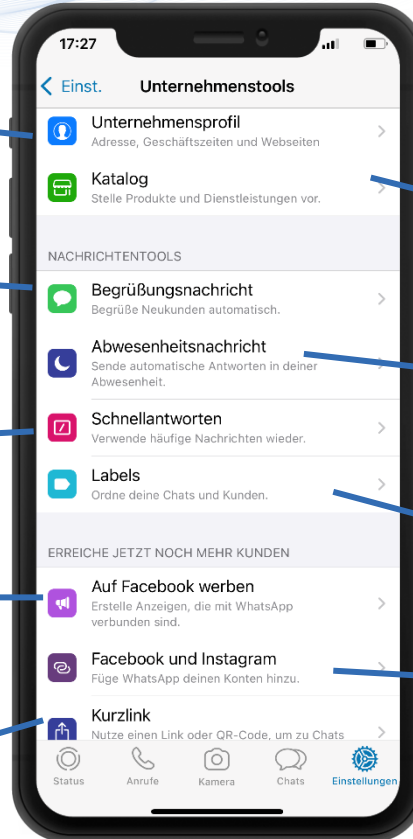 17:27
Einst.
Unternehmenstools
Unternehmensprofil
Adresse, Geschäftszeiten und Webseiten
Katalog
Stelle Produkte und Dienstleistungen vor.
NACHRICHTENTOOLS
Begrüßungsnachricht
Begrüße Neukunden automatisch.
Abwesenheitsnachricht
Sende automatische Antworten in deiner
Abwesenheit.
Schnellantworten
Verwende häufige Nachrichten wieder.
Labels
Ordne deine Chats und Kunden.
ERREICHE JETZT NOCH MEHR KUNDEN
Auf Facebook werben
Erstelle Anzeigen, die mit WhatsApp
verbunden sind.
Facebook und Instagram
Füge WhatsApp deinen Konten hinzu.
Kurzlink
Nutze einen Link oder QR-Code, um zu Chats
Status Anrufe Kamera Chats Einstellungen